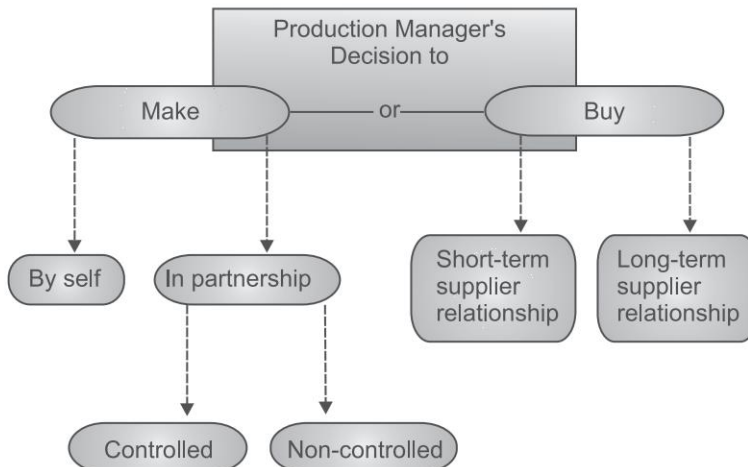 Production Manager's
Decision to
Make
or
Buy
By self
In partnership
Short-term
supplier
relationship
Long-term
supplier
relationship
Controlled
Non-controlled